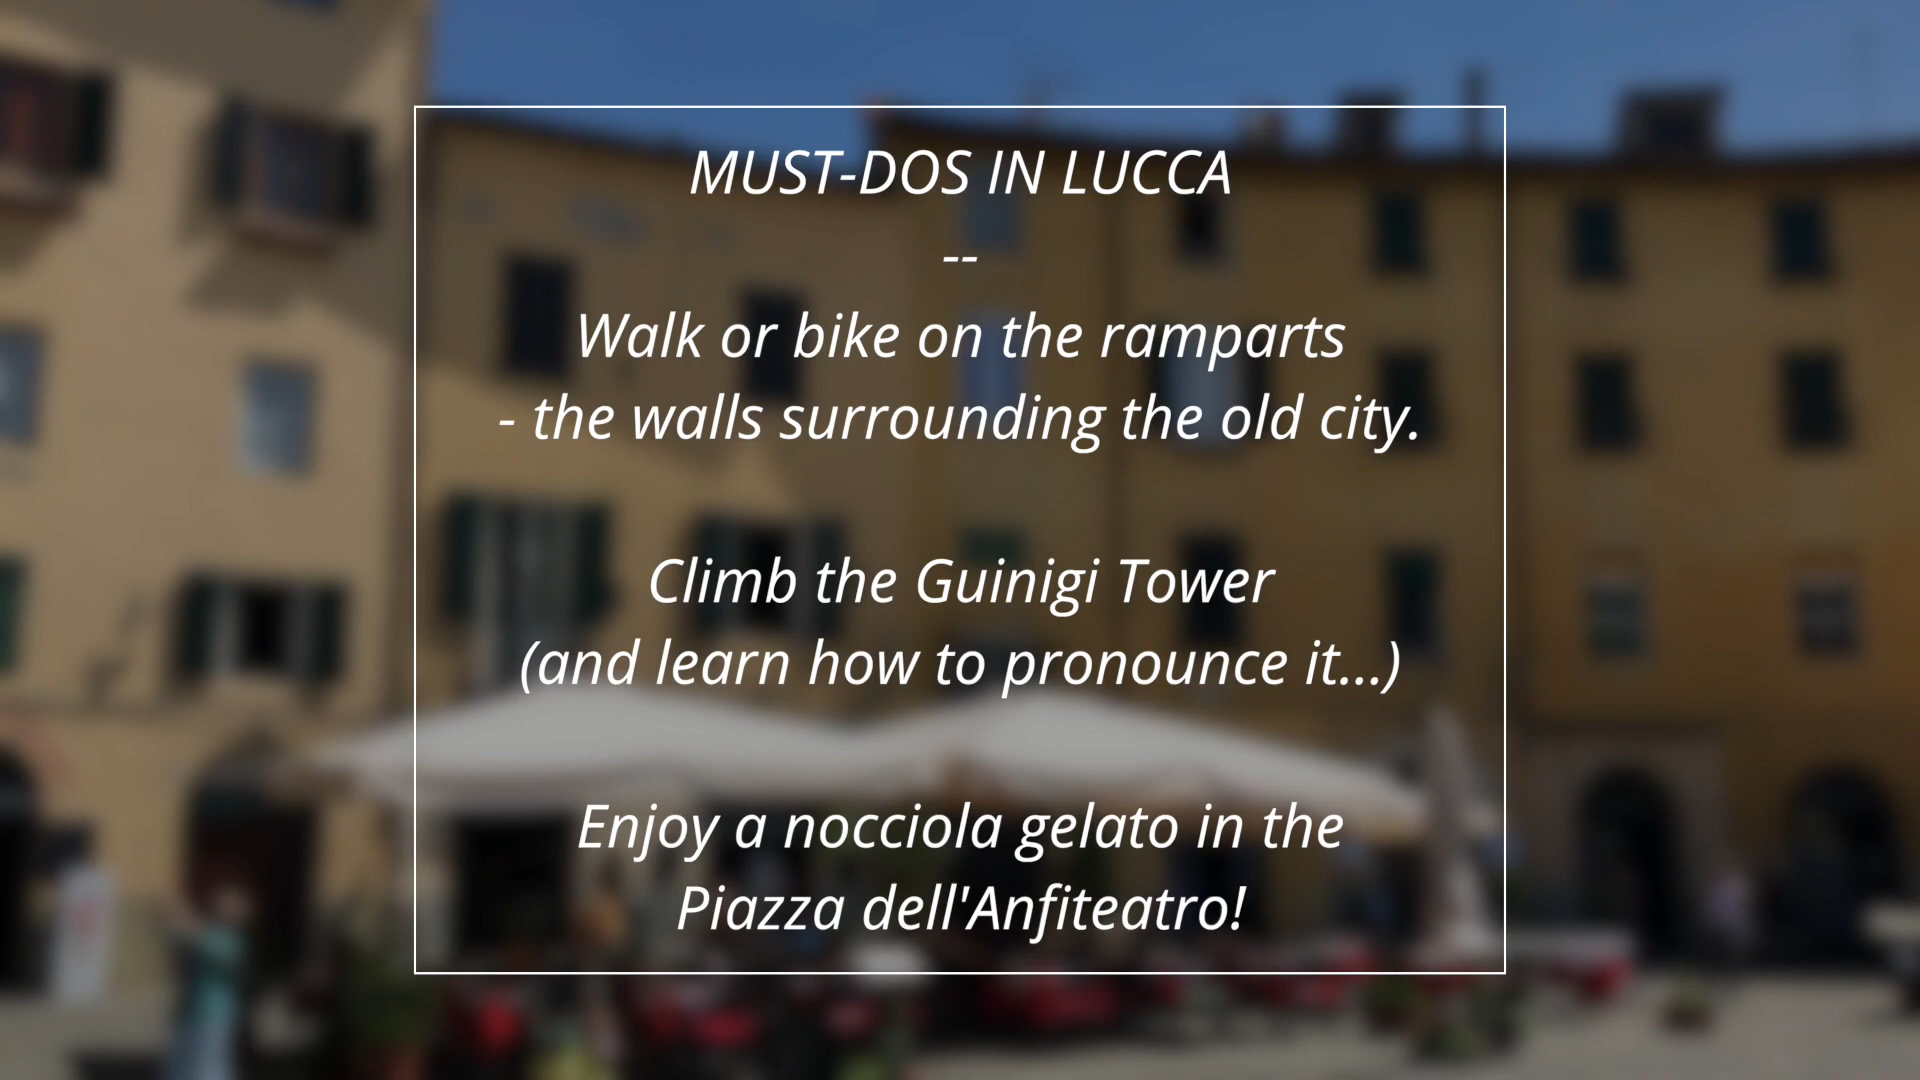 MUST-DOS IN LUCCA
--
Walk or bike on the ramparts
- the walls surrounding the old city.
Climb the Guinigi Tower
(and learn how to pronounce it...)
Enjoy a nocciola gelato in the
Piazza dell'Anfiteatro!